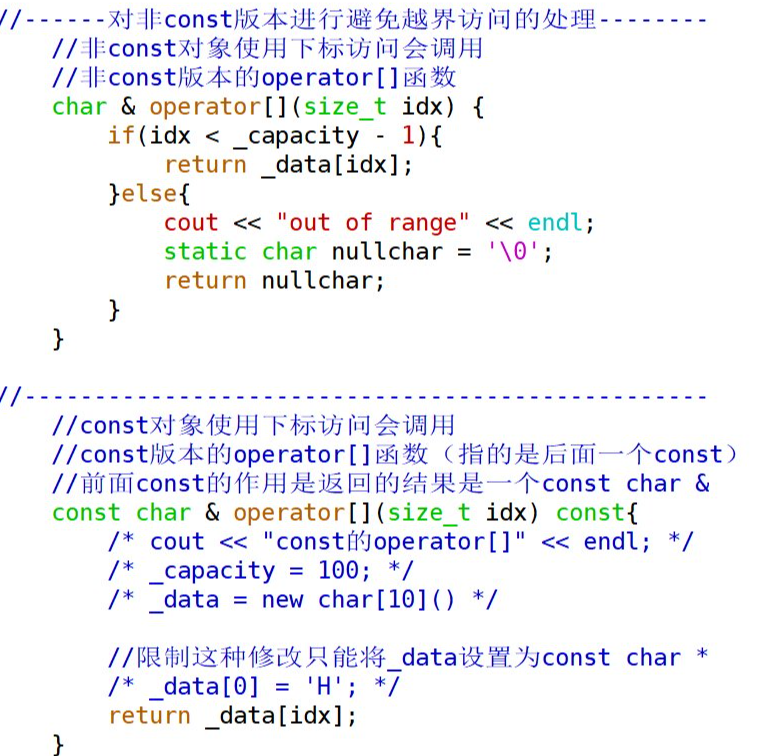 //------对非const版本进行避免越界访问的处理--------
    //非const对象使用下标访问会调用
    //非const版本的operator[]函数
    char & operator[](size_t idx) {
        if(idx < _capacity - 1){
            return _data[idx];
        }else{
            cout << "out of range" << endl;
            static char nullchar = '\0';
            return nullchar;
        }
    }
//--------------------------------------------------
    //const对象使用下标访问会调用
    //const版本的operator[]函数（指的是后面一个const）
    //前面const的作用是返回的结果是一个const char &
    const char & operator[](size_t idx) const{
        /* cout << "const的operator[]" << endl; */
        /* _capacity = 100; */
        /* _data = new char[10]() */
        //限制这种修改只能将_data设置为const char *
        /* _data[0] = 'H'; */
        return _data[idx];
    }